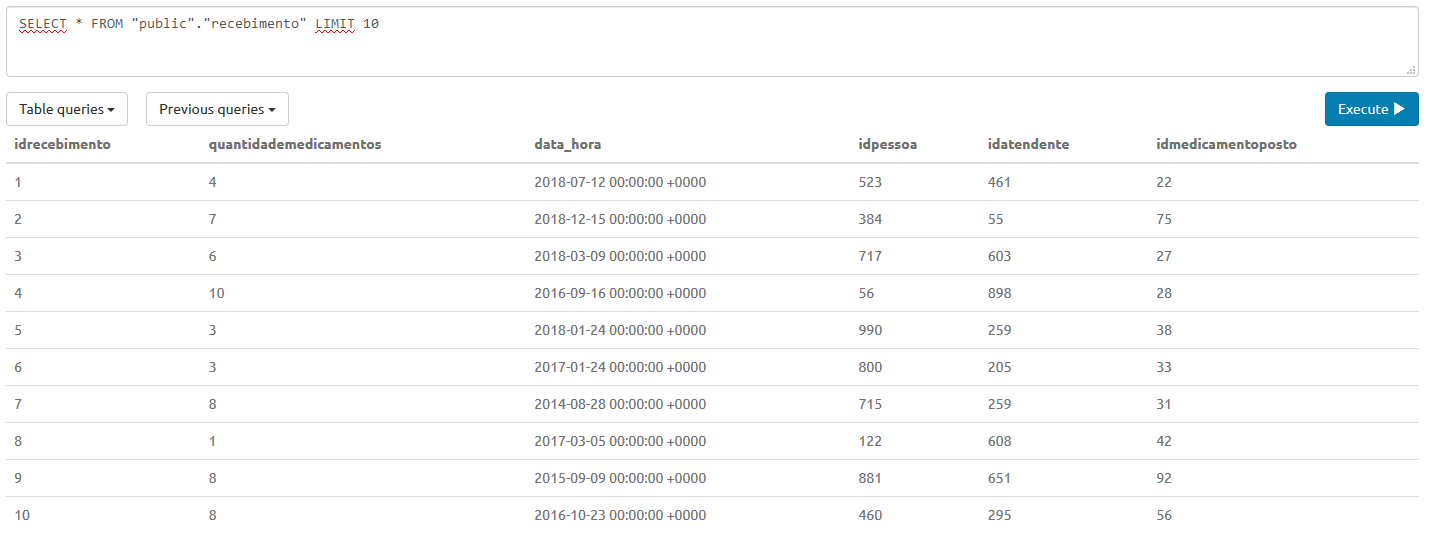 SELECT * FROM "public"."recebimento" LIMIT 10
Table queries Previous queries Execute
idrecebimento quantidademedicamentos data_hora idpessoa idatendente idmedicamentoposto
1 4 2018-07-12 00:00:00 +0000 523 461 22
2 7 2018-12-15 00:00:00 +0000 384 55 75
3 6 2018-03-09 00:00:00 +0000 717 603 27
4 10 2016-09-16 00:00:00 +0000 56 898 28
5 3 2018-01-24 00:00:00 +0000 990 259 38
6 3 2017-01-24 00:00:00 +0000 800 205 33
7 8 2014-08-28 00:00:00 +0000 715 259 31
8 1 2017-03-05 00:00:00 +0000 122 608 42
9 8 2015-09-09 00:00:00 +0000 881 651 92
10 8 2016-10-23 00:00:00 +0000 460 295 56